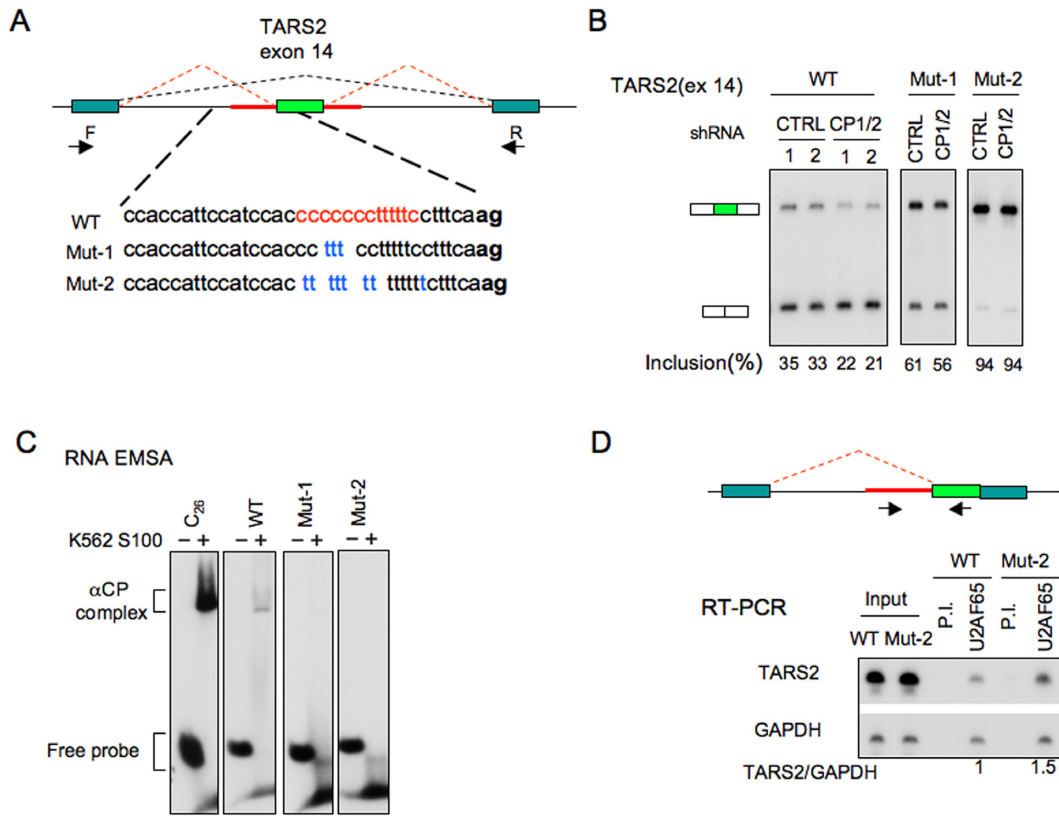 A
TARS2
exon 14
F
R
WT ccaccattccatccaccccccccctttttcctttcaag
Mut-1 ccaccattccatccaccc ttt cctttttcctttcaag
Mut-2 ccaccattccatccac tt ttt tt ttttttctttcaag
B
TARS2(ex 14) WT Mut-1 Mut-2
shRNA CTRL CP1/2 CTRL CP1/2 CTRL CP1/2
1 2 1 2
Inclusion(%) 35 33 22 21 61 56 94 94
C
RNA EMSA
C26 WT Mut-1 Mut-2
K562 S100 – + – + – + – +
αCP
complex
Free probe
D
RT-PCR
Input WT Mut-2
WT Mut-2 P.I. U2AF65 P.I. U2AF65
TARS2
GAPDH
TARS2/GAPDH 1 1.5